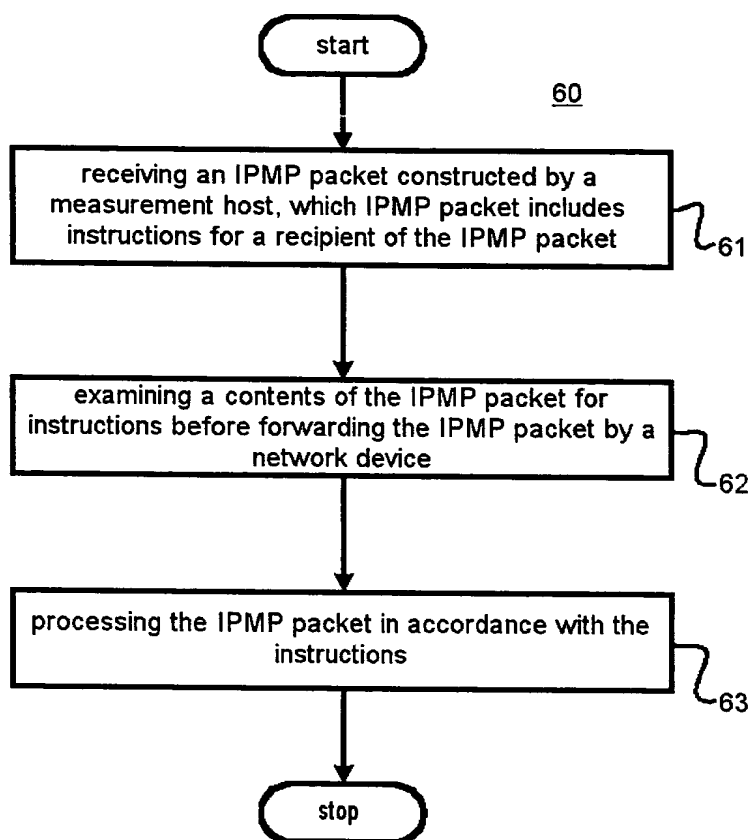 start
60
receiving an IPMP packet constructed by a
measurement host, which IPMP packet includes
instructions for a recipient of the IPMP packet
61
examining a contents of the IPMP packet for
instructions before forwarding the IPMP packet by a
network device
62
processing the IPMP packet in accordance with the
instructions
63
stop